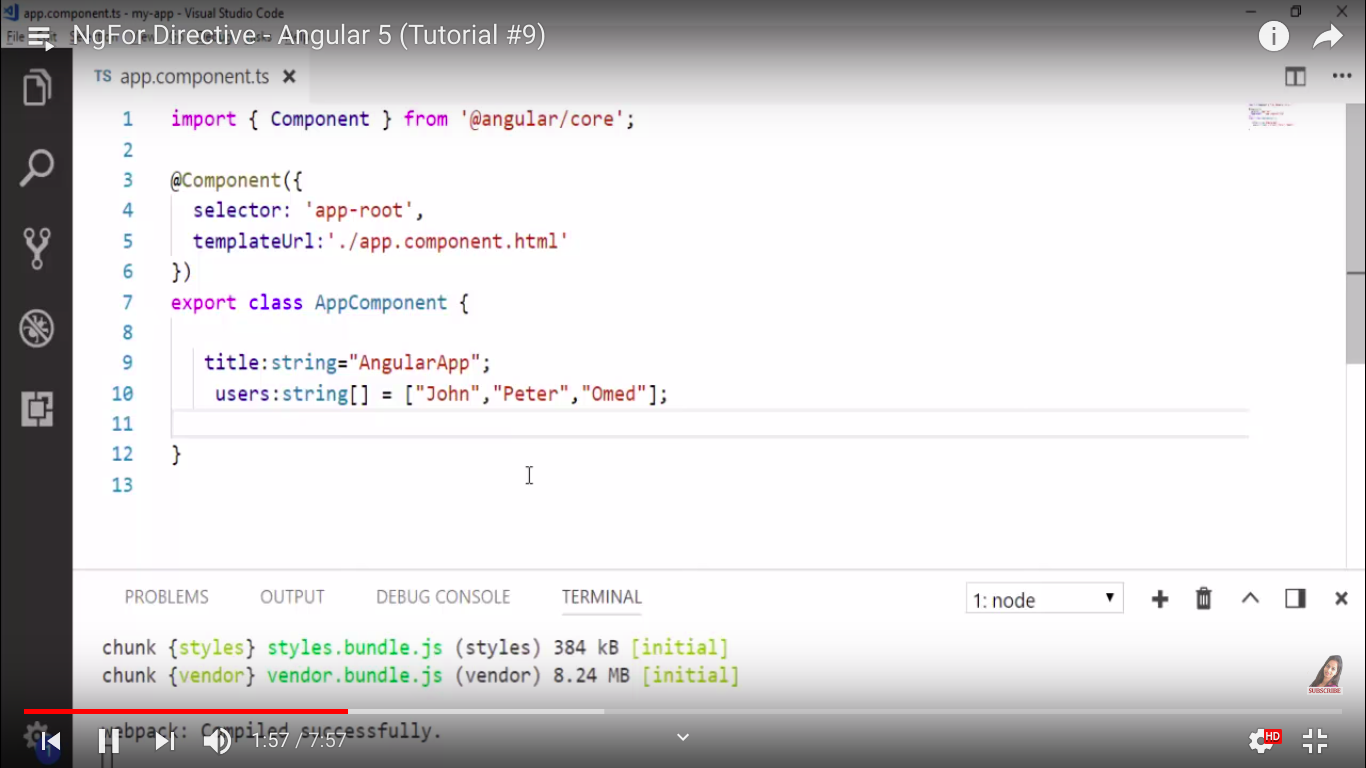 app.component.ts - my-app - Visual Studio Code
File
NgFor Directive - Angular 5 (Tutorial #9)
TS app.component.ts
1 import { Component } from '@angular/core';
2
3 @Component({
4 selector: 'app-root',
5 templateUrl:'./app.component.html'
6 })
7 export class AppComponent {
8
9 title:string="AngularApp";
10 users:string[] = ["John","Peter","Omed"];
11
12 }
13
PROBLEMS OUTPUT DEBUG CONSOLE TERMINAL 1: node
chunk {styles} styles.bundle.js (styles) 384 kB [initial]
chunk {vendor} vendor.bundle.js (vendor) 8.24 MB [initial]
SUBSCRIBE
webpack: Compiled successfully.
1:57 / 7:57
HD